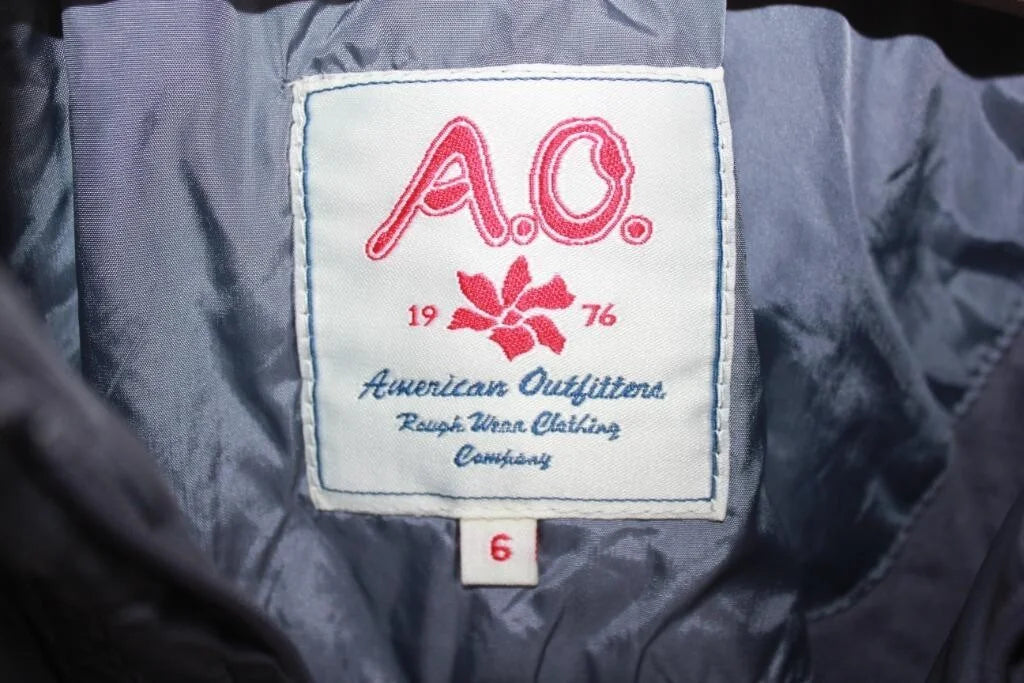 A.O.
19 76
American Outfitters
Rough Wear Clothing
Company
6